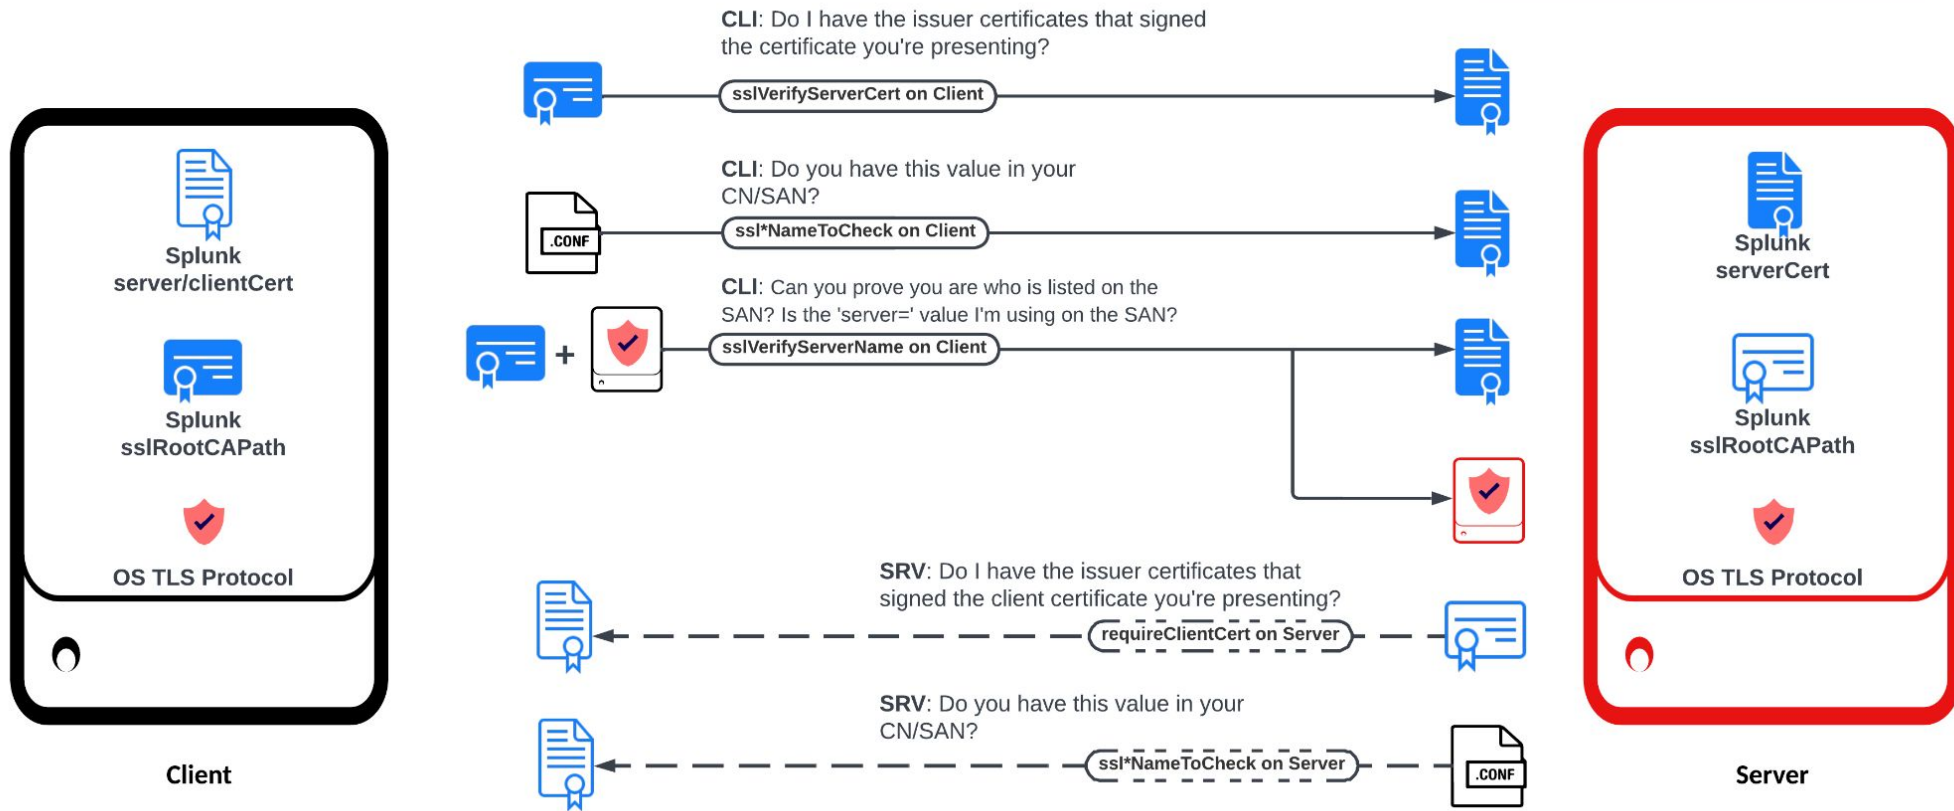 CLI: Do I have the issuer certificates that signed
the certificate you're presenting?
sslVerifyServerCert on Client
CLI: Do you have this value in your
CN/SAN?
.CONF
ssl*NameToCheck on Client
CLI: Can you prove you are who is listed on the
SAN? Is the 'server=' value I'm using on the SAN?
+
sslVerifyServerName on Client
Splunk
server/clientCert
Splunk
sslRootCAPath
OS TLS Protocol
Client
Splunk
serverCert
Splunk
sslRootCAPath
OS TLS Protocol
Server
SRV: Do I have the issuer certificates that
signed the client certificate you're presenting?
requireClientCert on Server
SRV: Do you have this value in your
CN/SAN?
ssl*NameToCheck on Server
.CONF